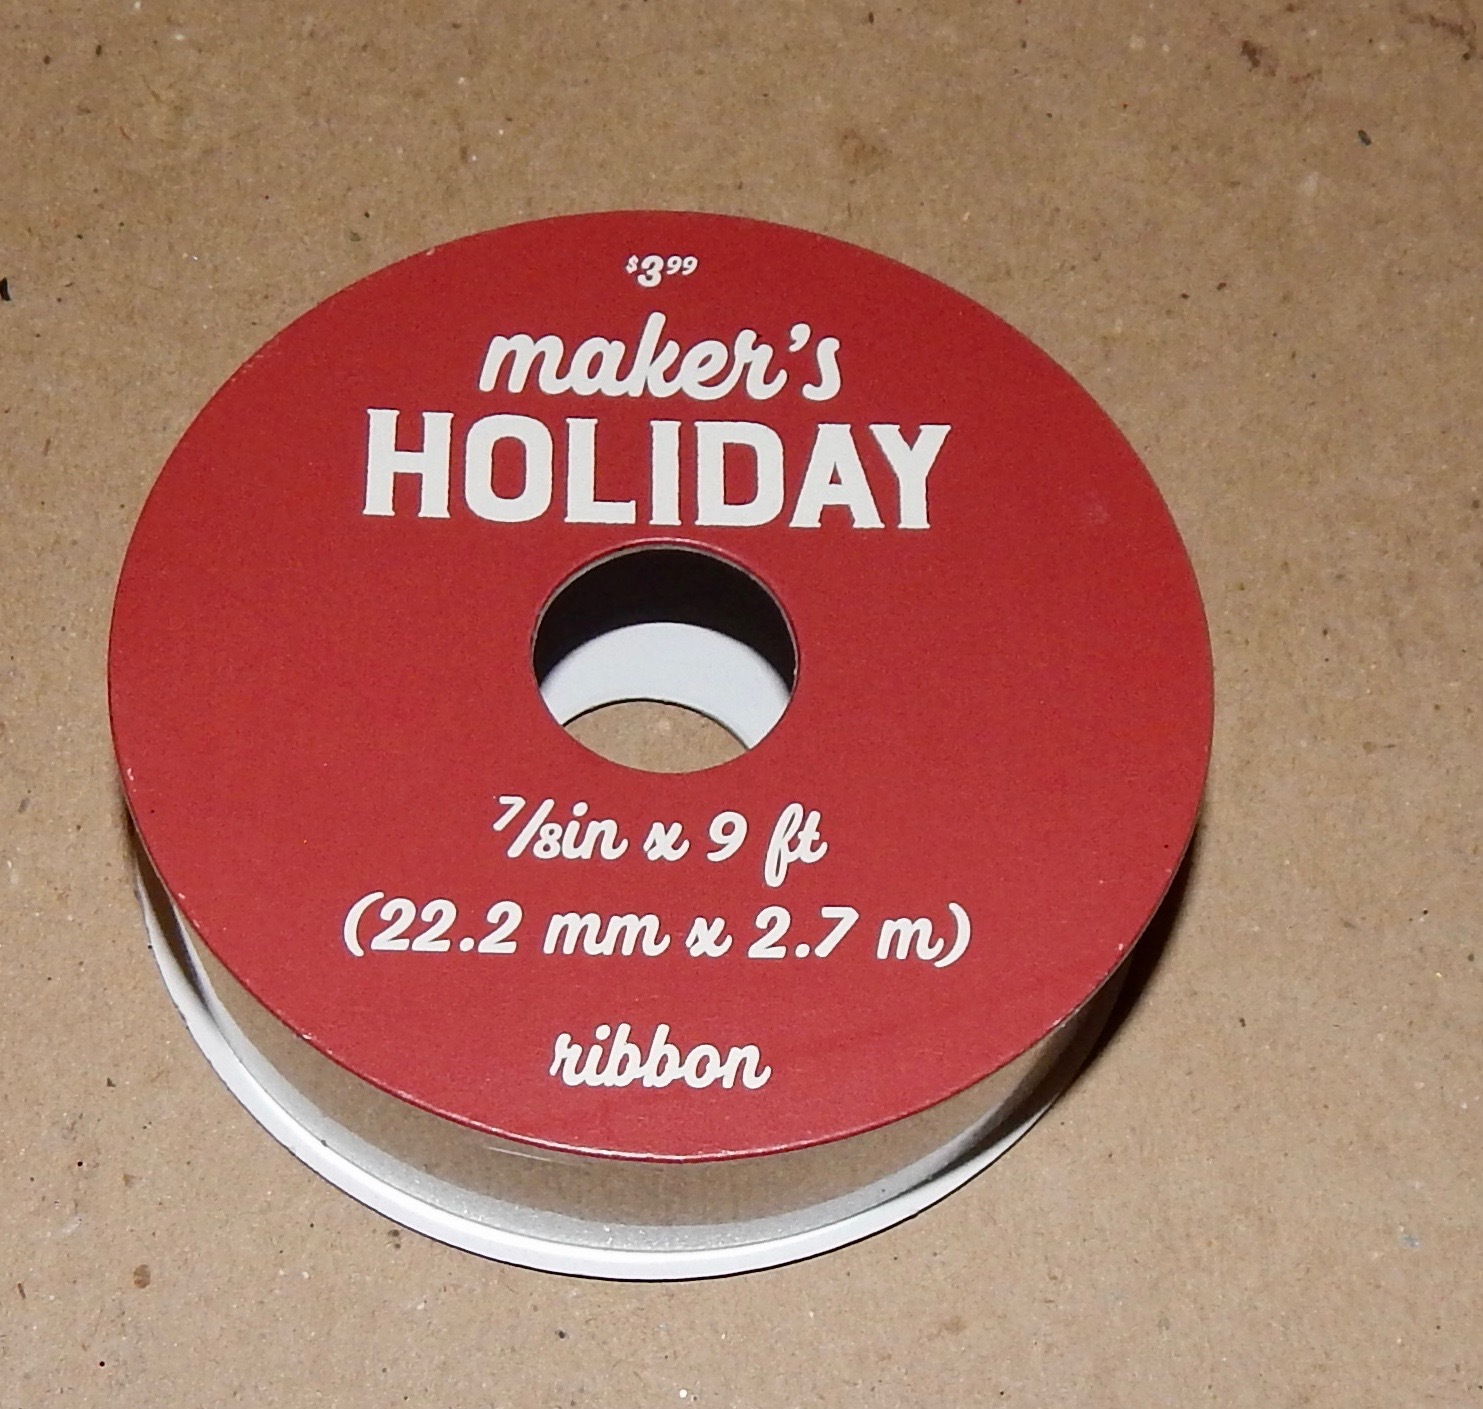 $3.99
maker's
HOLIDAY
7/8in x 9 ft
(22.2 mm x 2.7 m)
ribbon